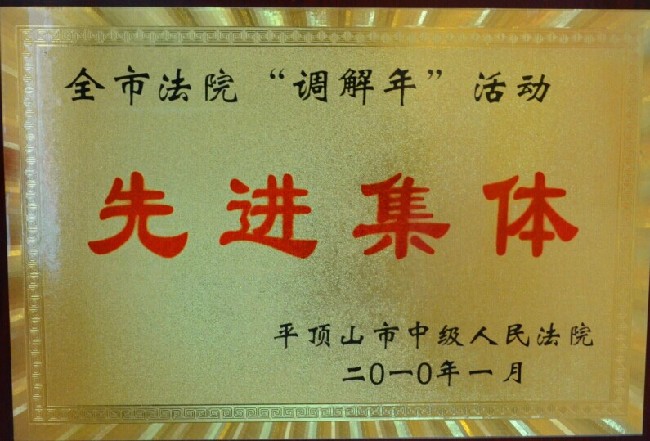 全市法院“调解年”活动
先进集体
平顶山市中级人民法院
二0一0年一月